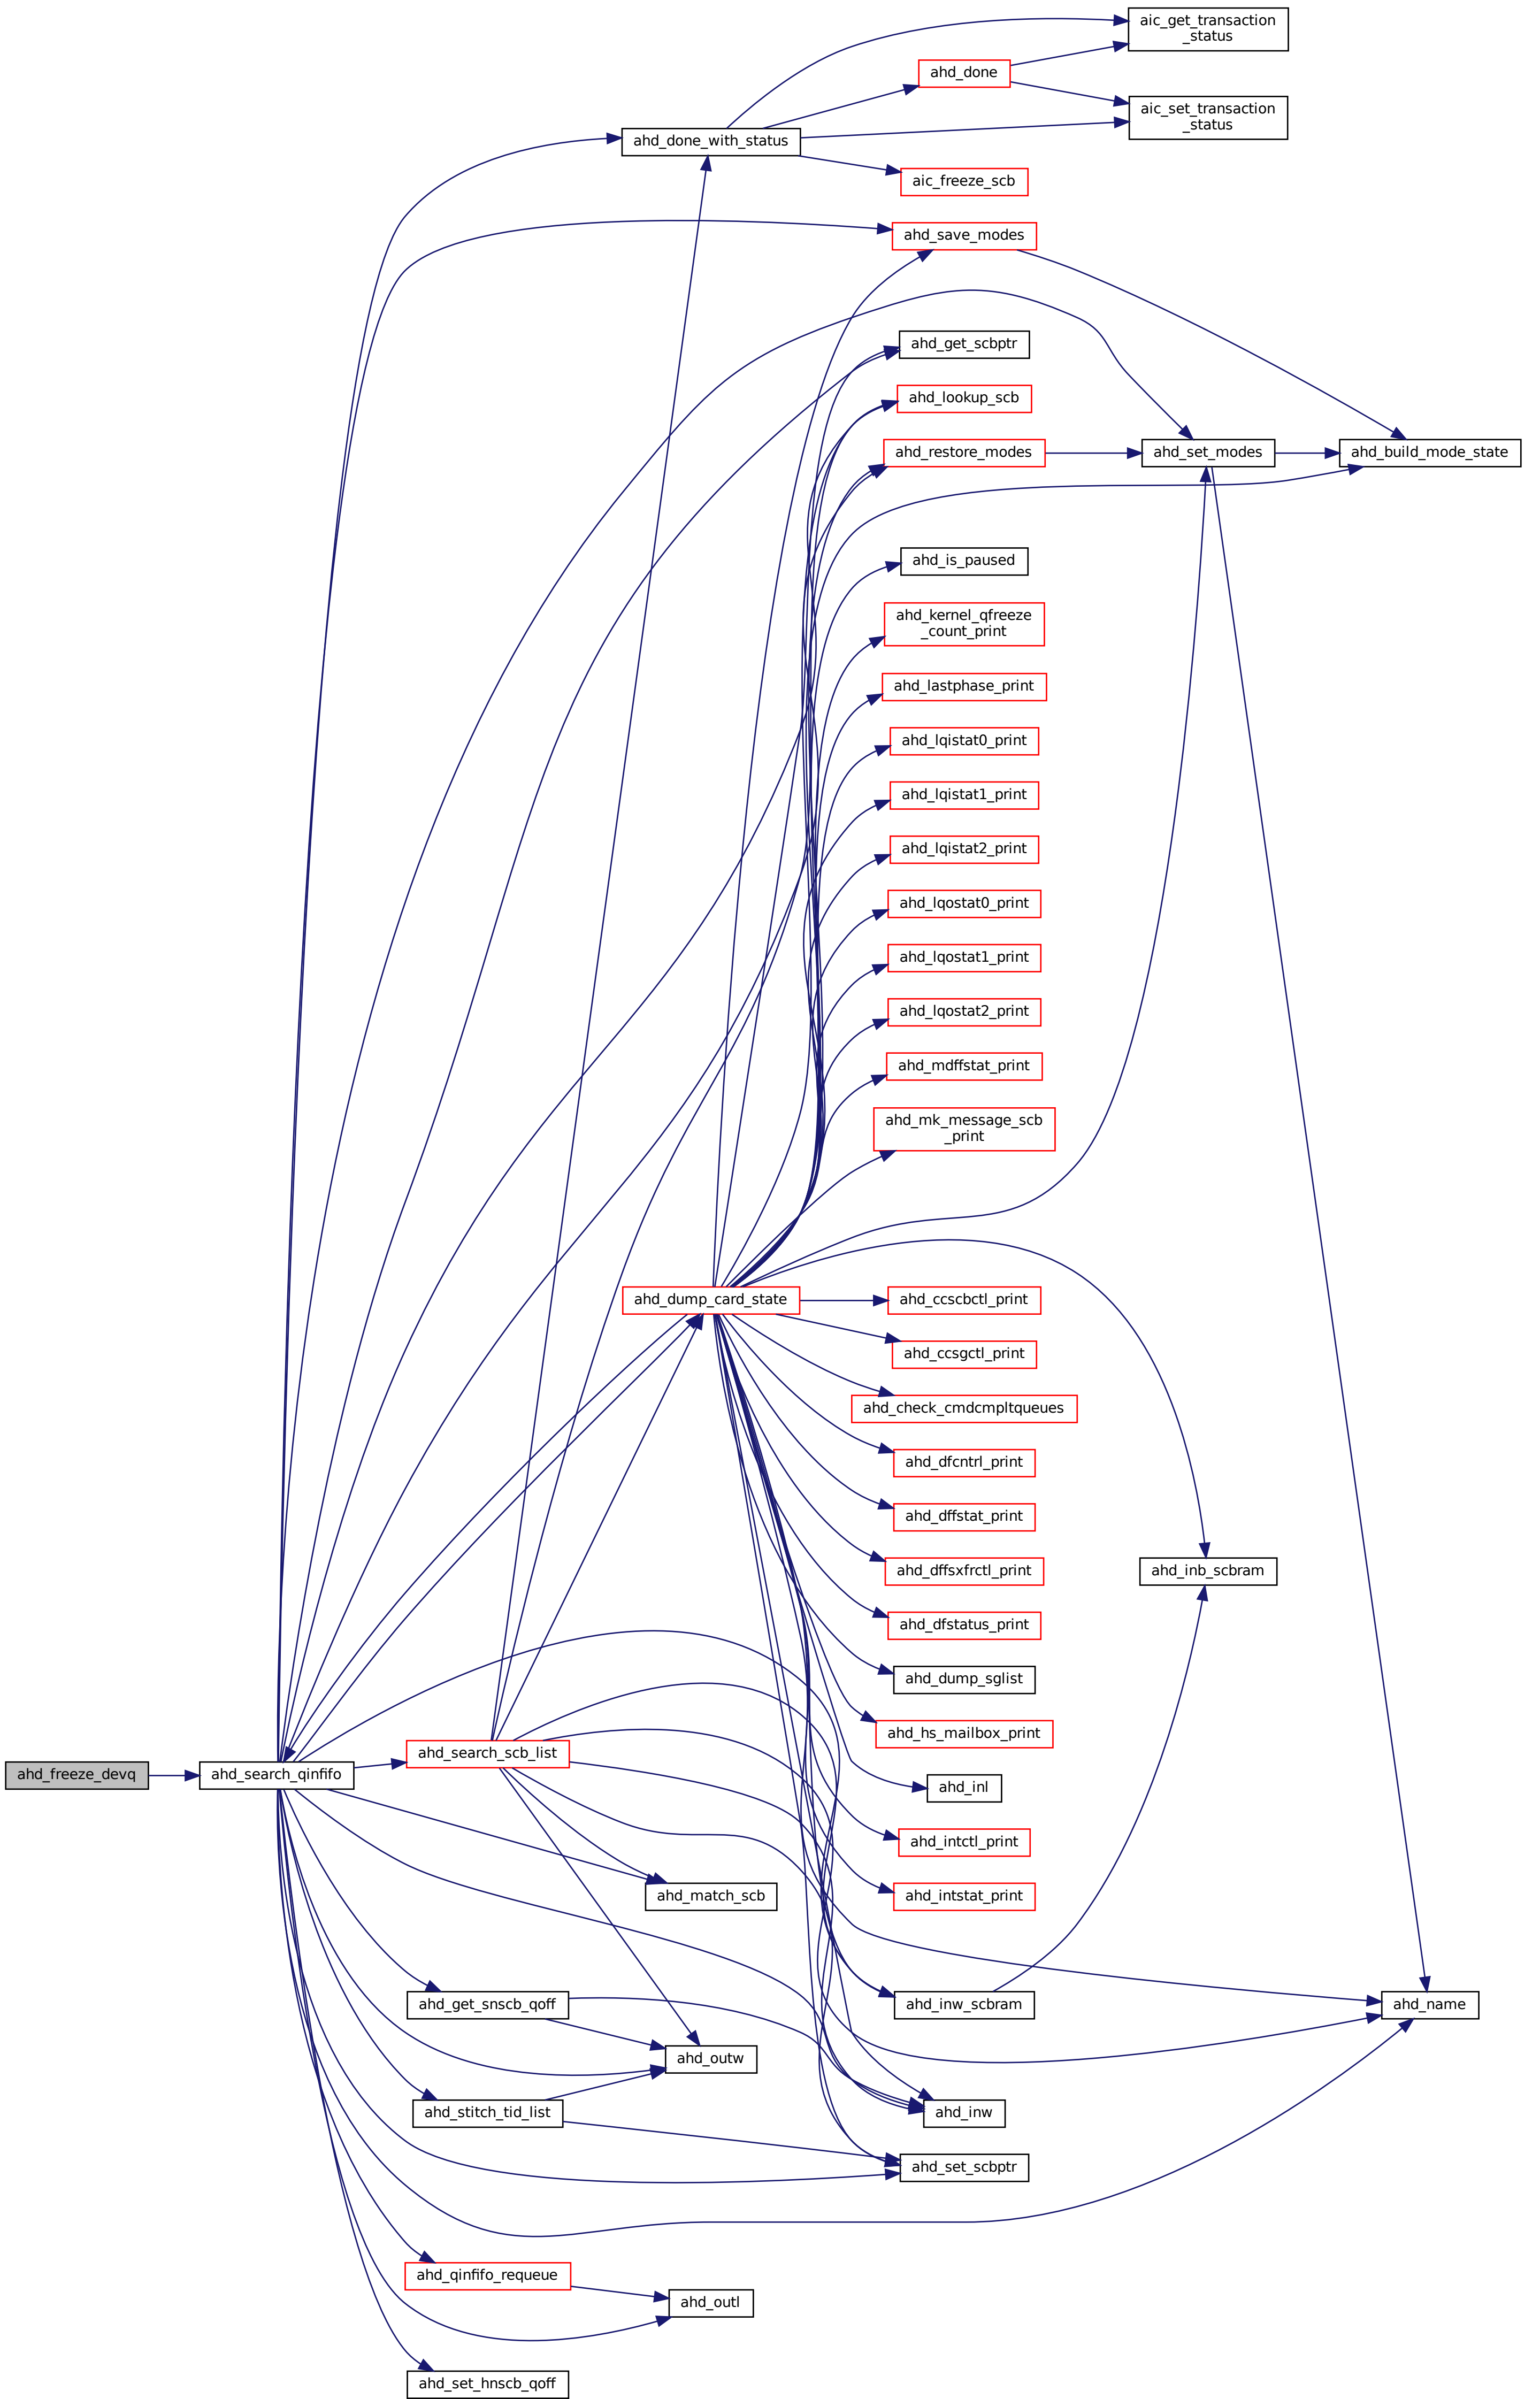 aic_get_transaction
_status
ahd_done
aic_set_transaction
_status
ahd_done_with_status
aic_freeze_scb
ahd_save_modes
ahd_get_scbptr
ahd_lookup_scb
ahd_restore_modes
ahd_set_modes
ahd_build_mode_state
ahd_is_paused
ahd_kernel_qfreeze
_count_print
ahd_lastphase_print
ahd_lqistat0_print
ahd_lqistat1_print
ahd_lqistat2_print
ahd_lqostat0_print
ahd_lqostat1_print
ahd_lqostat2_print
ahd_mdffstat_print
ahd_mk_message_scb
_print
ahd_dump_card_state
ahd_ccscbctl_print
ahd_ccsgctl_print
ahd_check_cmdcmpltqueues
ahd_dfcntrl_print
ahd_dffstat_print
ahd_dffsxfrctl_print
ahd_inb_scbram
ahd_dfstatus_print
ahd_dump_sglist
ahd_hs_mailbox_print
ahd_search_scb_list
ahd_freeze_devq
ahd_search_qinfifo
ahd_inl
ahd_intctl_print
ahd_match_scb
ahd_intstat_print
ahd_get_snscb_qoff
ahd_inw_scbram
ahd_name
ahd_outw
ahd_stitch_tid_list
ahd_inw
ahd_set_scbptr
ahd_qinfifo_requeue
ahd_outl
ahd_set_hnscb_qoff